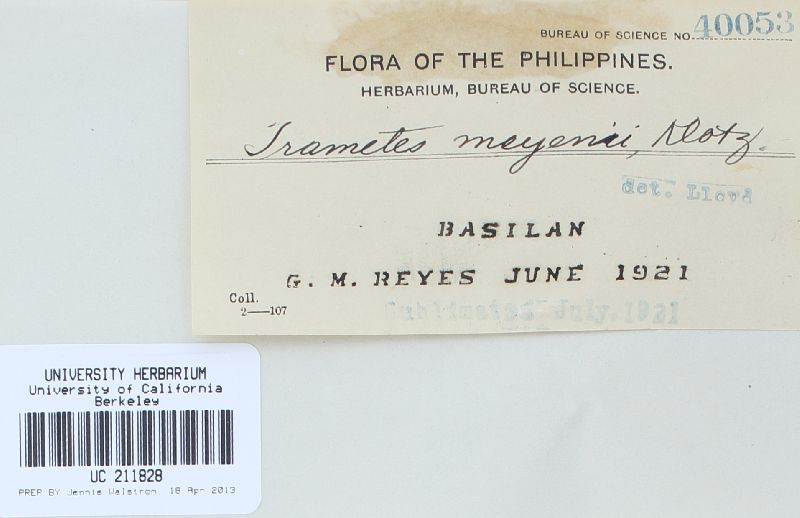 BUREAU OF SCIENCE NO. 40053
FLORA OF THE PHILIPPINES.
HERBARIUM, BUREAU OF SCIENCE.
Trametes meyenii, Klotz.
det. Lloyd
BASILAN
G. M. REYES JUNE 1921
Coll.
2—107
Sublimated July, 1921
UNIVERSITY HERBARIUM
University of California
Berkeley
UC 211828
PREP BY Jennie Walstrom, 18 Apr 2013